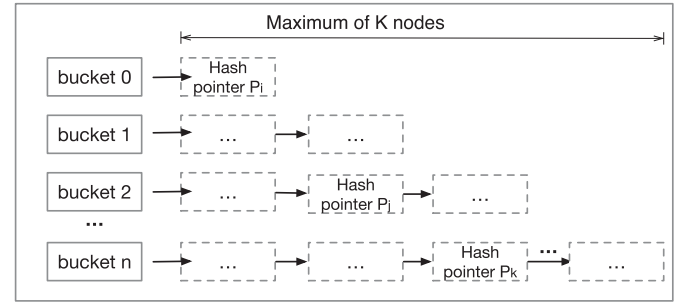 Maximum of K nodes
bucket 0
Hash
pointer Pi
bucket 1
...
...
bucket 2
...
Hash
pointer Pj
...
...
bucket n
...
...
Hash
pointer Pk
...
...